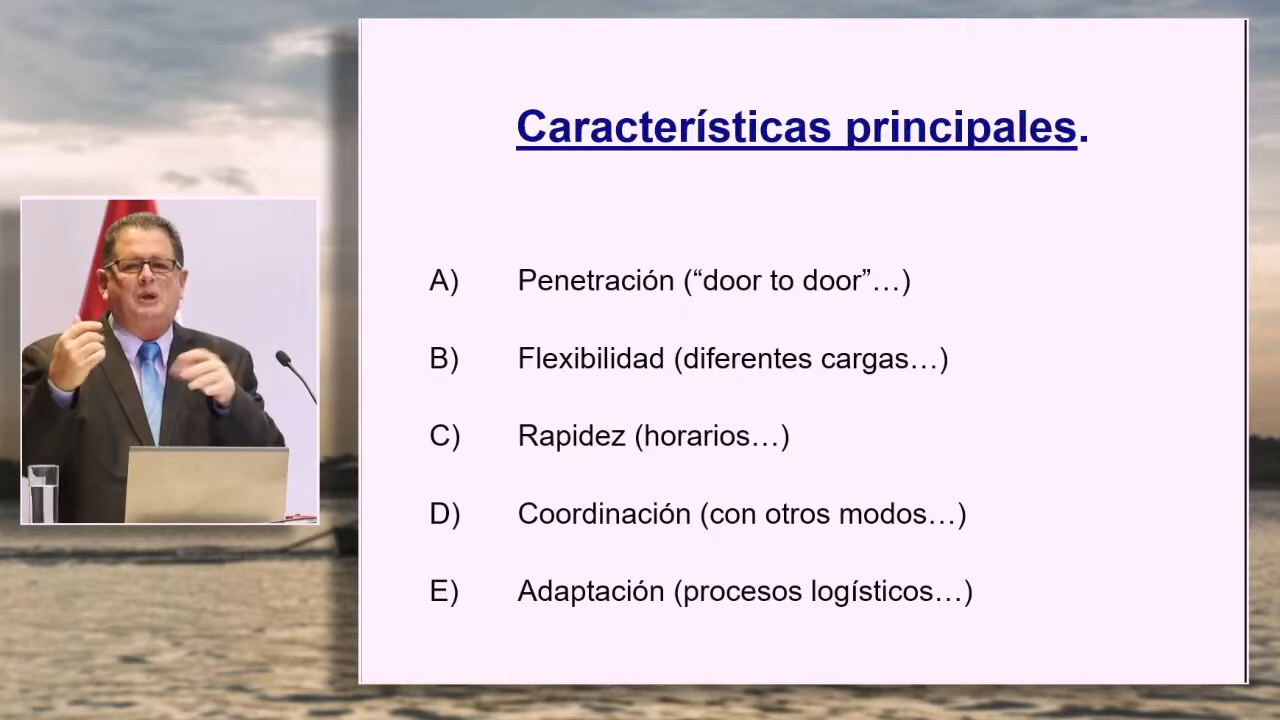 Características principales.
A) Penetración (“door to door”…)
B) Flexibilidad (diferentes cargas…)
C) Rapidez (horarios…)
D) Coordinación (con otros modos…)
E) Adaptación (procesos logísticos…)